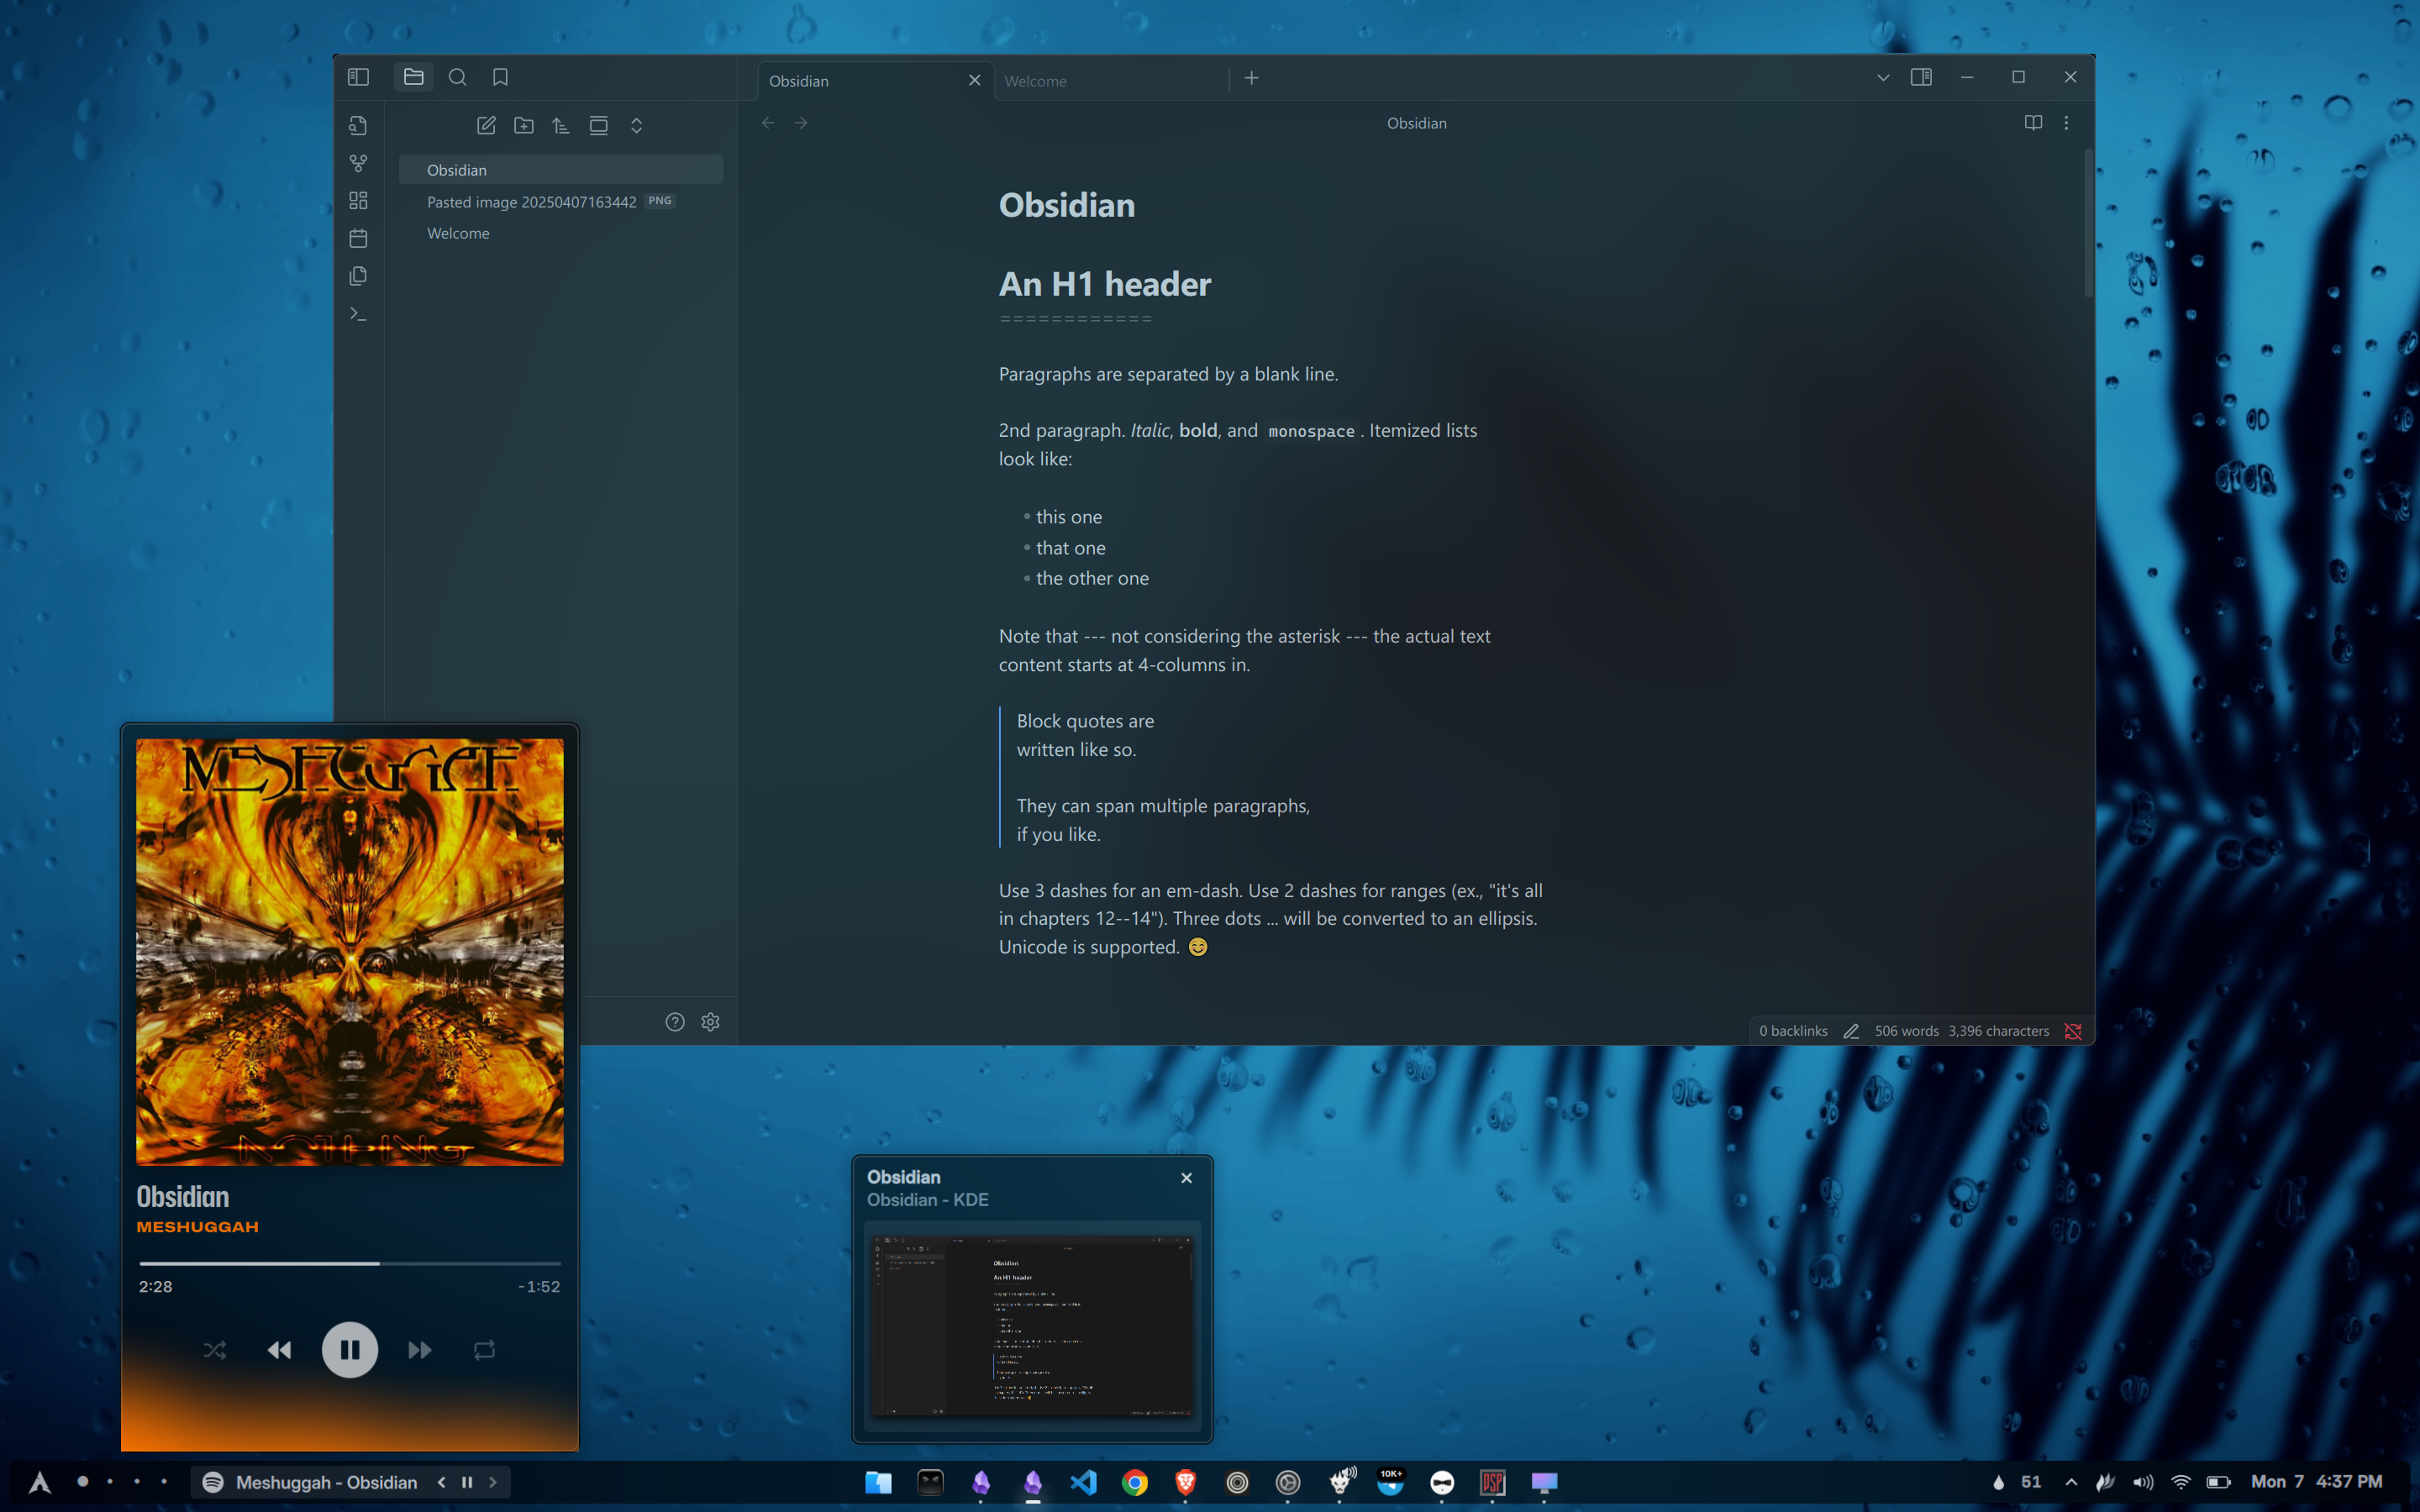 Obsidian
Welcome
Obsidian
Obsidian
Pasted image 20250407163442 PNG
Welcome
Obsidian
An H1 header
============
Paragraphs are separated by a blank line.
2nd paragraph. Italic, bold, and monospace. Itemized lists
look like:
• this one
• that one
• the other one
Note that --- not considering the asterisk --- the actual text
content starts at 4-columns in.
Block quotes are
written like so.
They can span multiple paragraphs,
if you like.
Use 3 dashes for an em-dash. Use 2 dashes for ranges (ex., "it's all
in chapters 12--14"). Three dots ... will be converted to an ellipsis.
Unicode is supported. 😊
0 backlinks 506 words 3,396 characters
MESHUGGAH
NOTHING
Obsidian
MESHUGGAH
2:28 -1:52
Obsidian
Obsidian - KDE
Obsidian
An H1 header
Meshuggah - Obsidian
DSP
10K+
51
Mon 7 4:37 PM